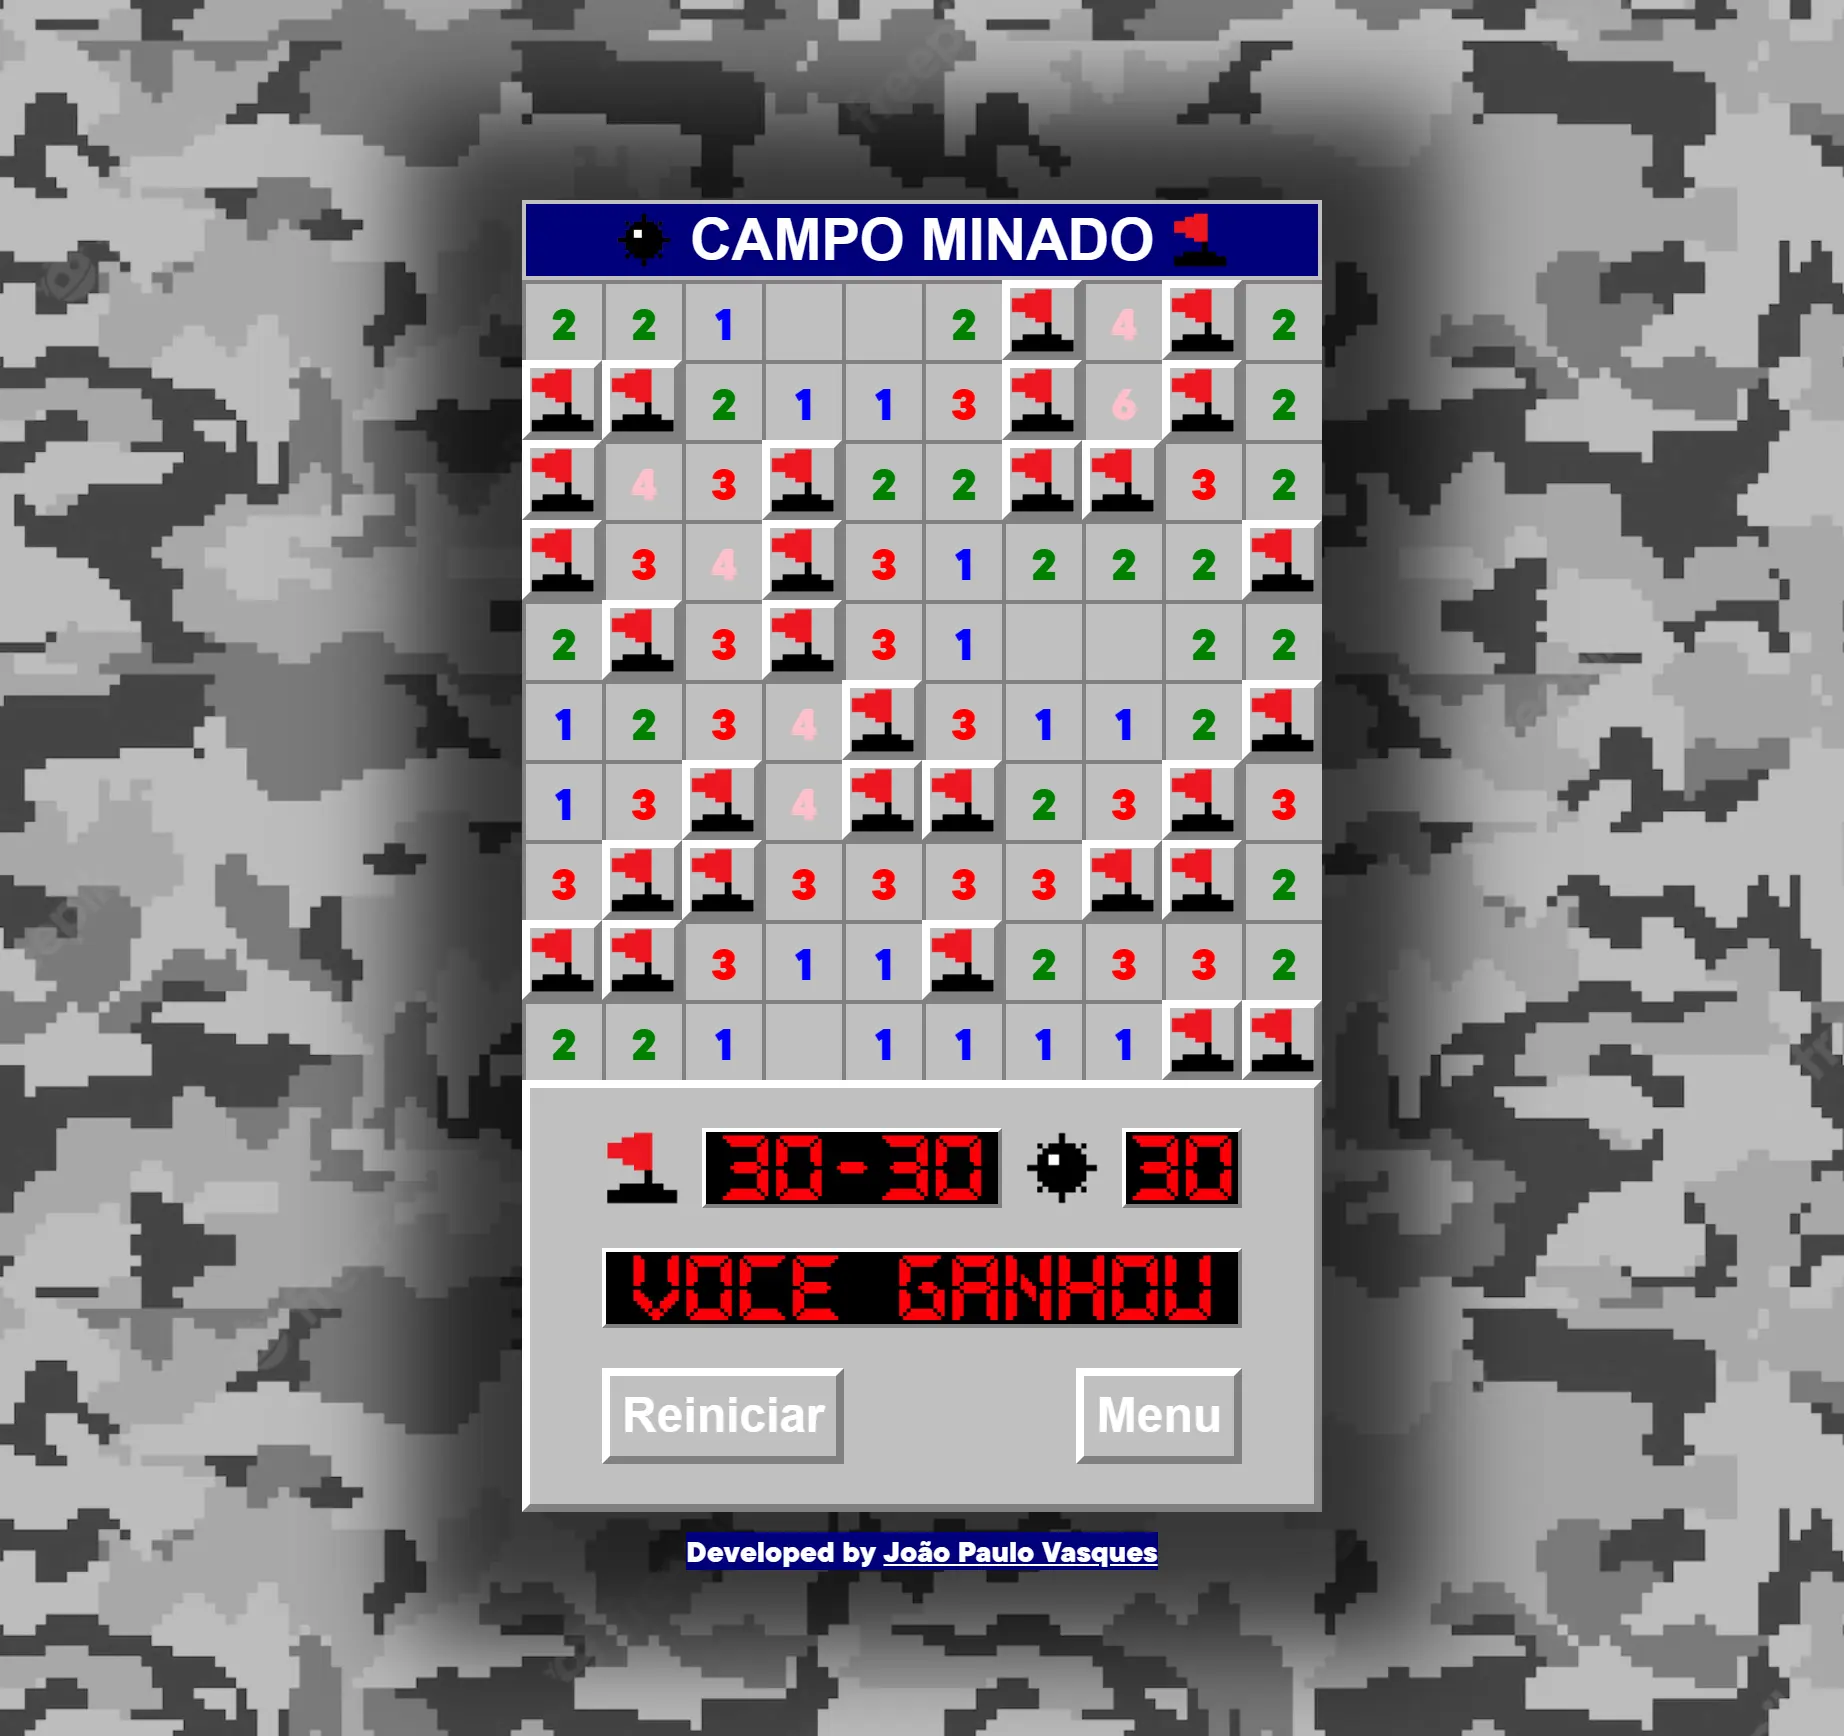 CAMPO MINADO
2 2 1 2 4 2
2 1 1 3 6 2
4 3 2 2 3 2
3 4 3 1 2 2 2
2 3 3 1 2 2
1 2 3 4 3 1 1 2
1 3 4 2 3 3
3 3 3 3 3 2
3 1 1 2 3 3 2
2 2 1 1 1 1 1
30-30 30
VOCE GANHOU
Reiniciar Menu
Developed by João Paulo Vasques